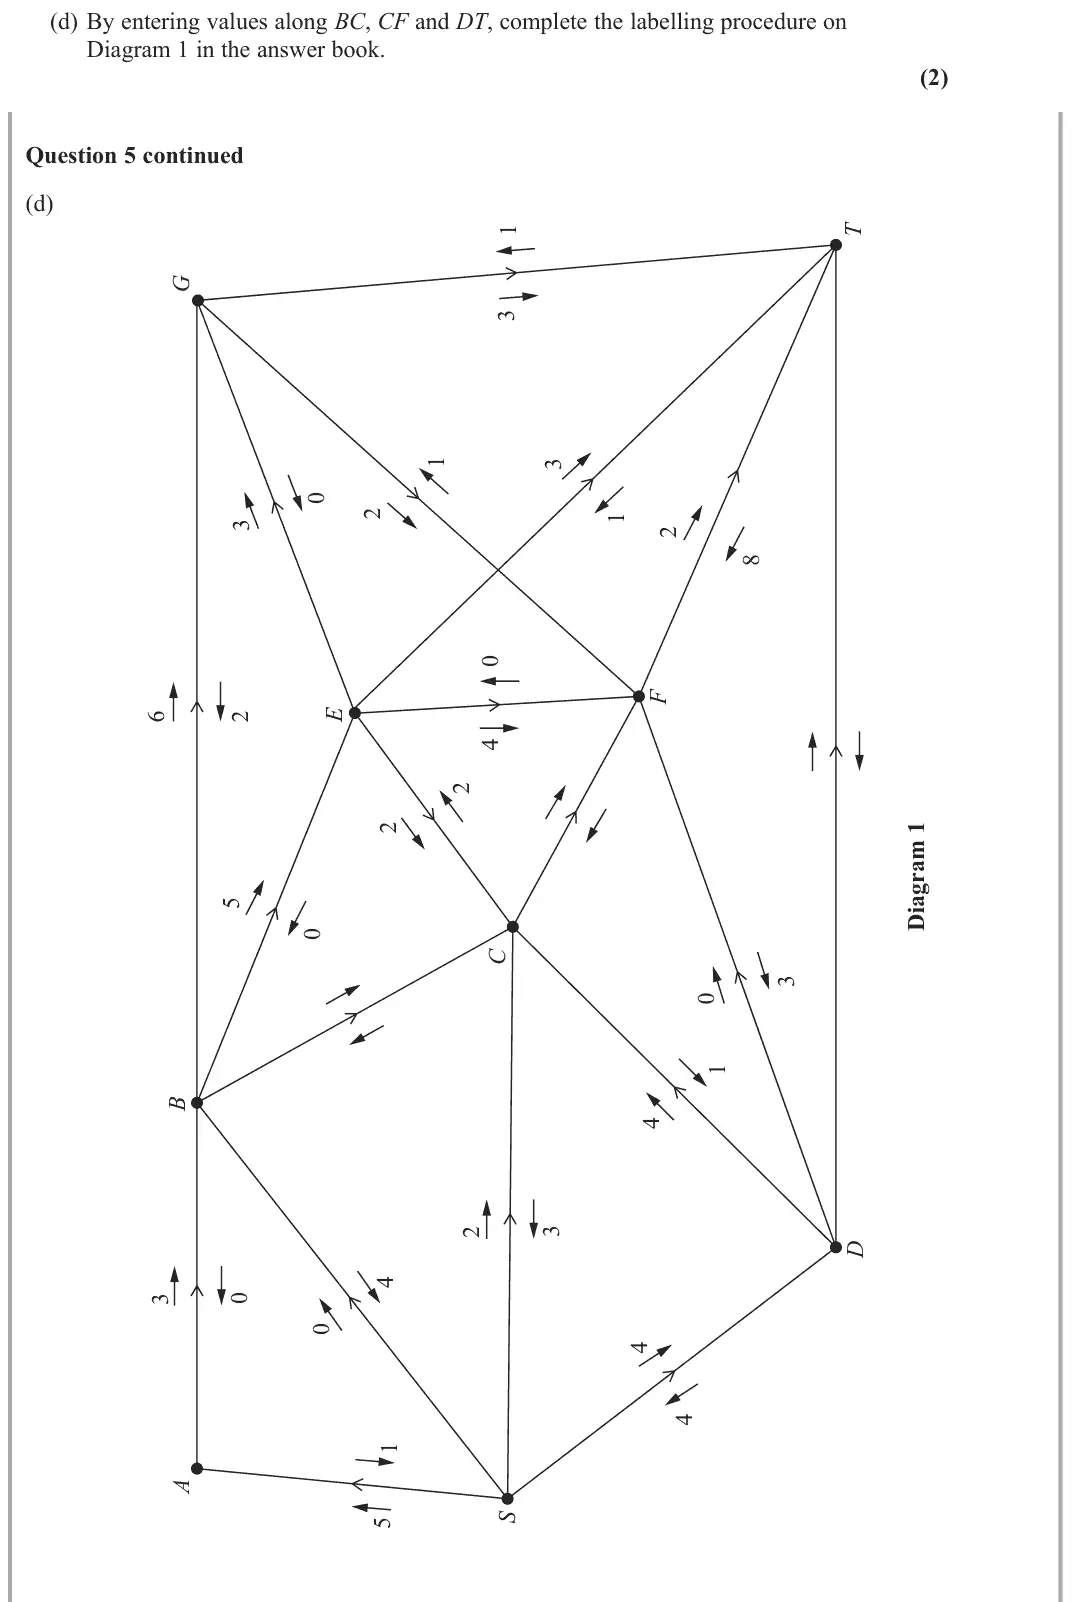 (d) By entering values along BC, CF and DT, complete the labelling procedure on
Diagram 1 in the answer book.
(2)
Question 5 continued
(d)
T
1
G
3
1
3
3
0
2
1
2
8
0
6
2
E
F
4
2
2
5
0
C
0
3
B
4
1
2
3
3
0
4
0
D
4
4
1
A
5
S
Diagram 1